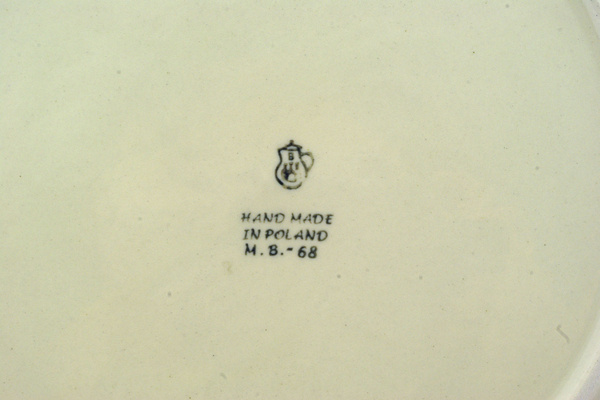 HAND MADE
IN POLAND
M. B.- 68